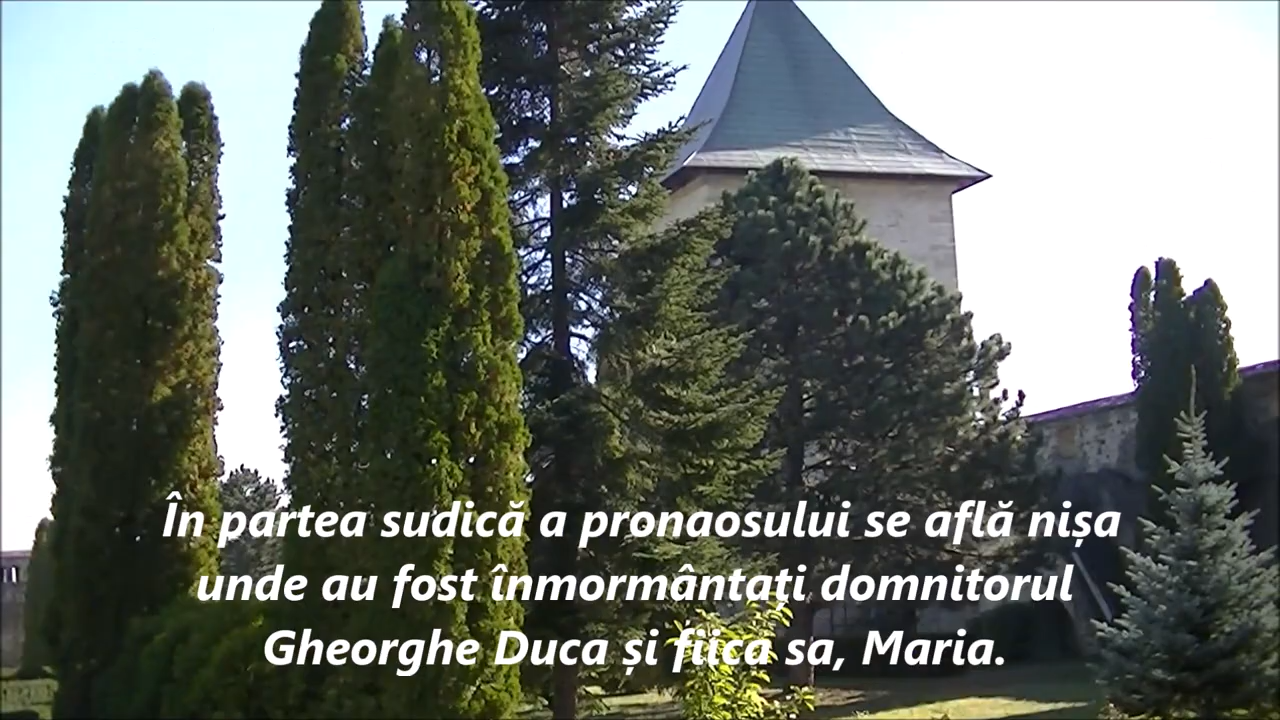 În partea sudică a pronaosului se află nișa
unde au fost înmormântați domnitorul
Gheorghe Duca și fiica sa, Maria.